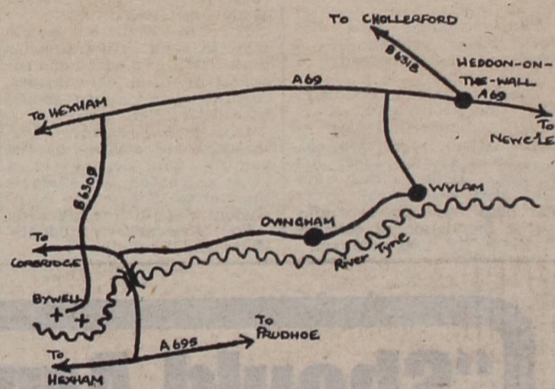 TO CHOLLERFORD
B6318
HEDDON-ON-
THE-WALL
A69
A69
TO HEXHAM
TO
NEWC'LE
B6309
WYLAM
OVINGHAM
River Tyne
TO
CORBRIDGE
BYWELL
A695
TO
PRUDHOE
TO
HEXHAM